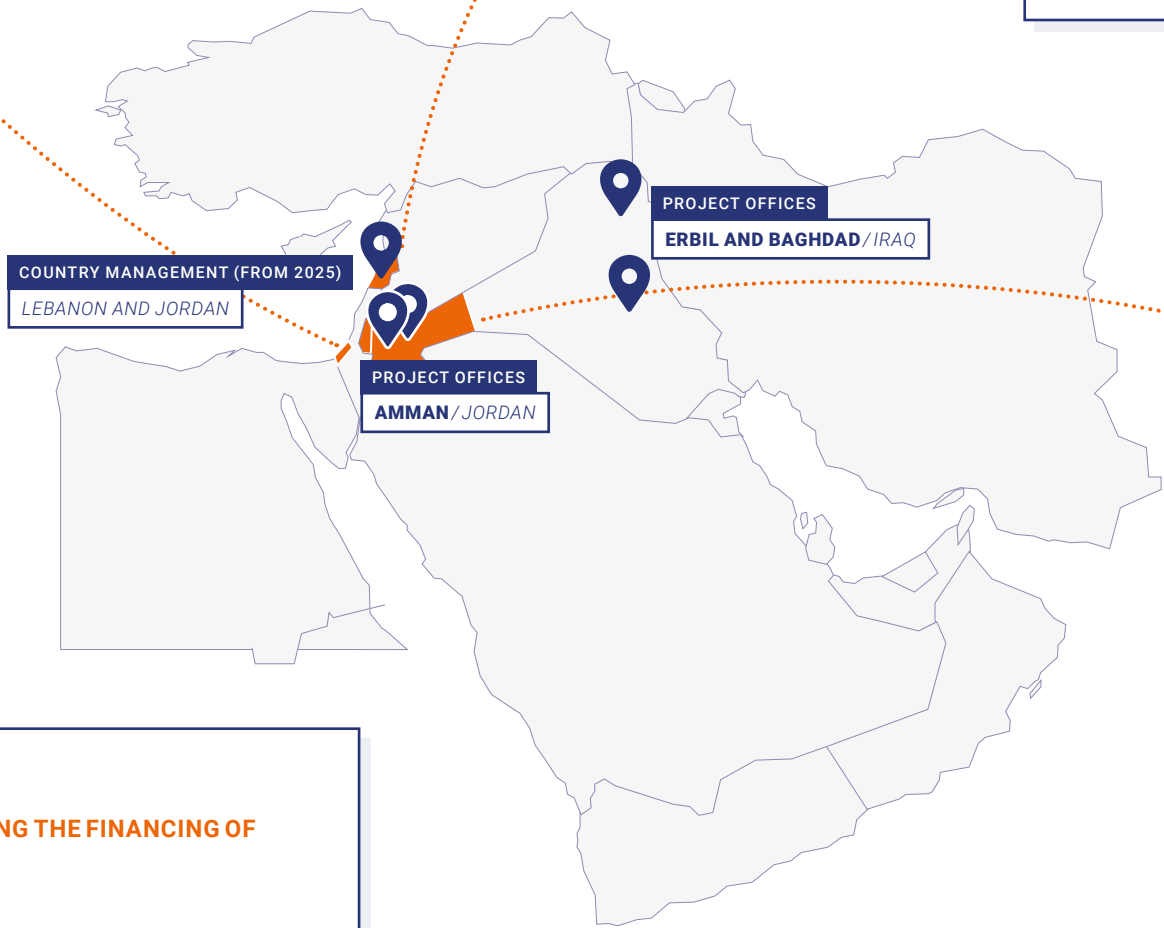 PROJECT OFFICES
ERBIL AND BAGHDAD/IRAQ
COUNTRY MANAGEMENT (FROM 2025)
LEBANON AND JORDAN
PROJECT OFFICES
AMMAN/JORDAN
NG THE FINANCING OF